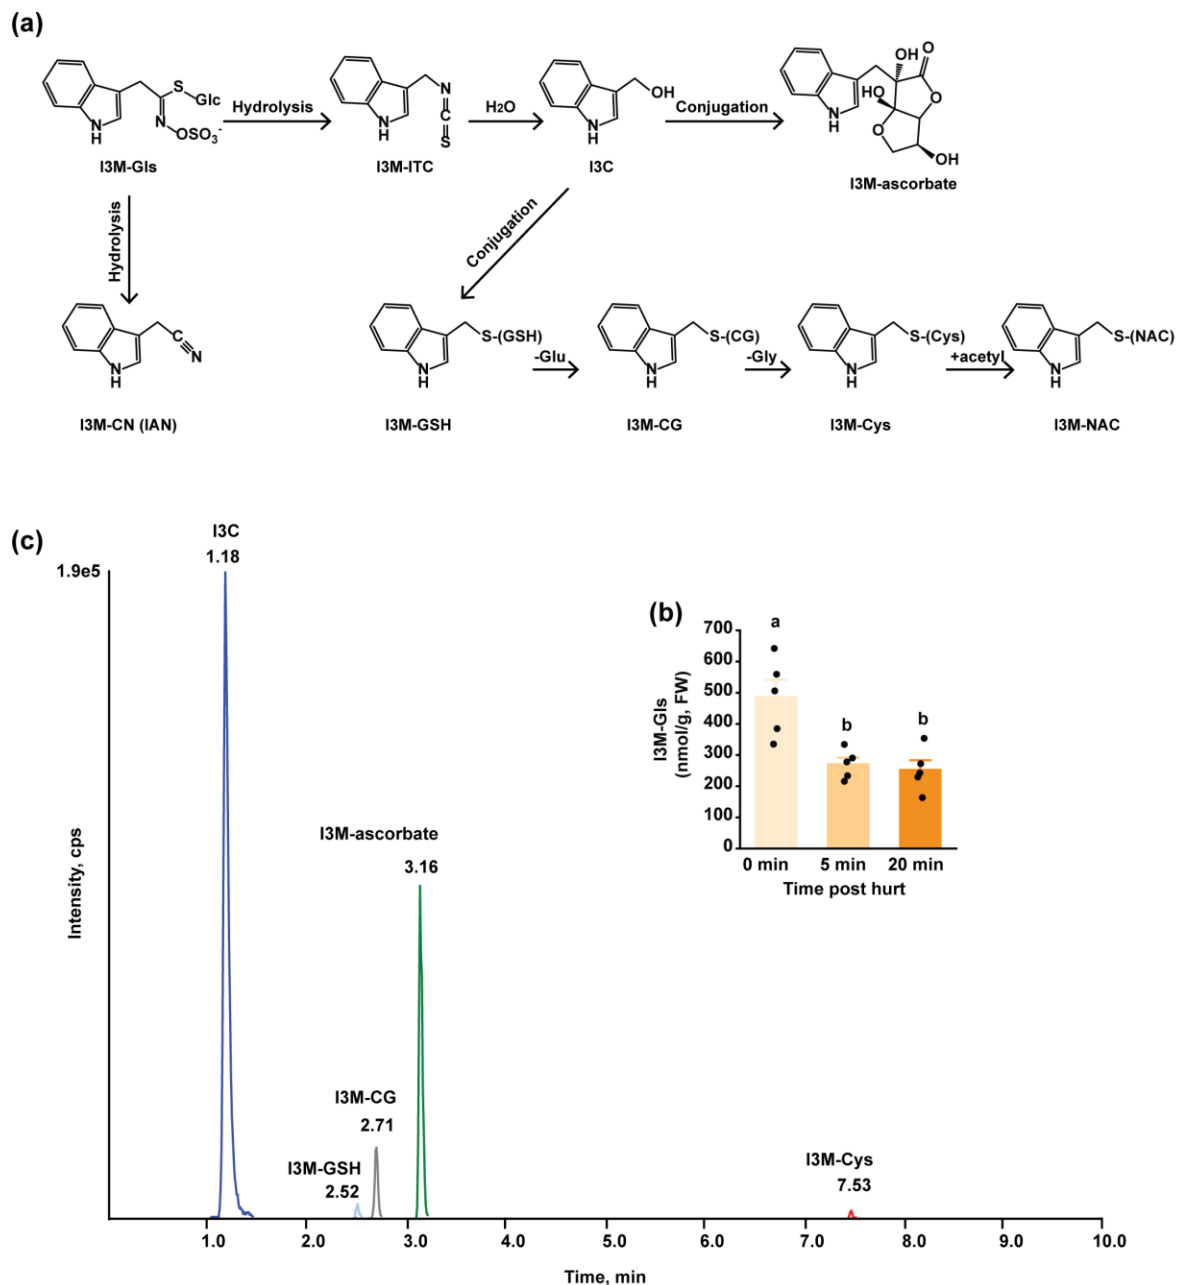 (a)
S
Glc
N
OSO₃⁻
N
H
I3M-Gls
Hydrolysis
N
C
S
N
H
I3M-ITC
H₂O
OH
N
H
I3C
Conjugation
OH
O
HO
O
O
OH
N
H
I3M-ascorbate
Hydrolysis
Conjugation
C
N
N
H
I3M-CN (IAN)
S-(GSH)
N
H
I3M-GSH
-Glu
S-(CG)
N
H
I3M-CG
-Gly
S-(Cys)
N
H
I3M-Cys
+acetyl
S-(NAC)
N
H
I3M-NAC
(c)
I3C
1.18
1.9e5
Intensity, cps
I3M-ascorbate
3.16
I3M-CG
2.71
I3M-GSH
2.52
I3M-Cys
7.53
1.0 2.0 3.0 4.0 5.0 6.0 7.0 8.0 9.0 10.0
Time, min
(b)
I3M-Gls
(nmol/g, FW)
700
600
500
400
300
200
100
0
a
b
b
0 min 5 min 20 min
Time post hurt